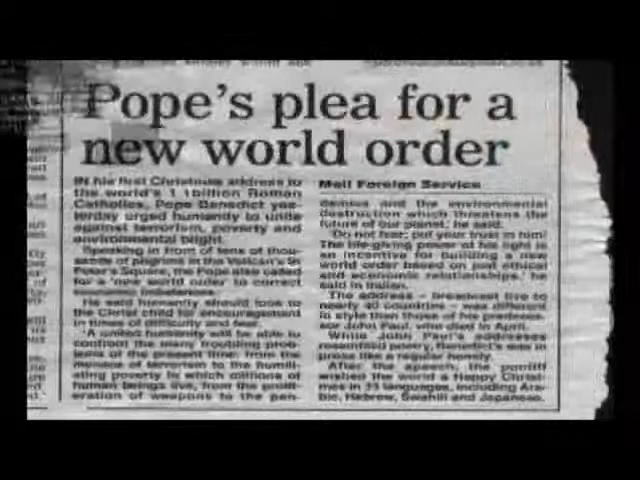 Pope's plea for a
new world order
IN his first Christmas address to
the world's 1.1billion Roman
Catholics, Pope Benedict yes-
terday urged humanity to unite
against terrorism, poverty and
environmental blight.
Speaking in front of tens of thou-
sands of pilgrims in the Vatican's St
Peter's Square, the Pope also called
for a 'new world order' to correct
economic imbalances.
He said humanity should look to
the Christ child for encouragement
in times of difficulty and fear.
'A united humanity will be able to
confront the many troubling prob-
lems of the present time: from the
menace of terrorism to the humili-
ating poverty in which millions of
human beings live, from the prolif-
eration of weapons to the pan-
Mail Foreign Service
demics and the environmental
destruction which threatens the
future of our planet,' he said.
'Do not fear; put your trust in him!
The life-giving power of his light is
an incentive for building a new
world order based on just ethical
and economic relationships,' he
said in Italian.
The address – broadcast live to
nearly 40 countries – was different
in style than those of his predeces-
sor John Paul, who died in April.
While John Paul's addresses
resembled poetry, Benedict's was in
prose like a regular homily.
After the speech, the pontiff
wished the world a Happy Christ-
mas in 33 languages, including Ara-
bic, Hebrew, Swahili and Japanese.